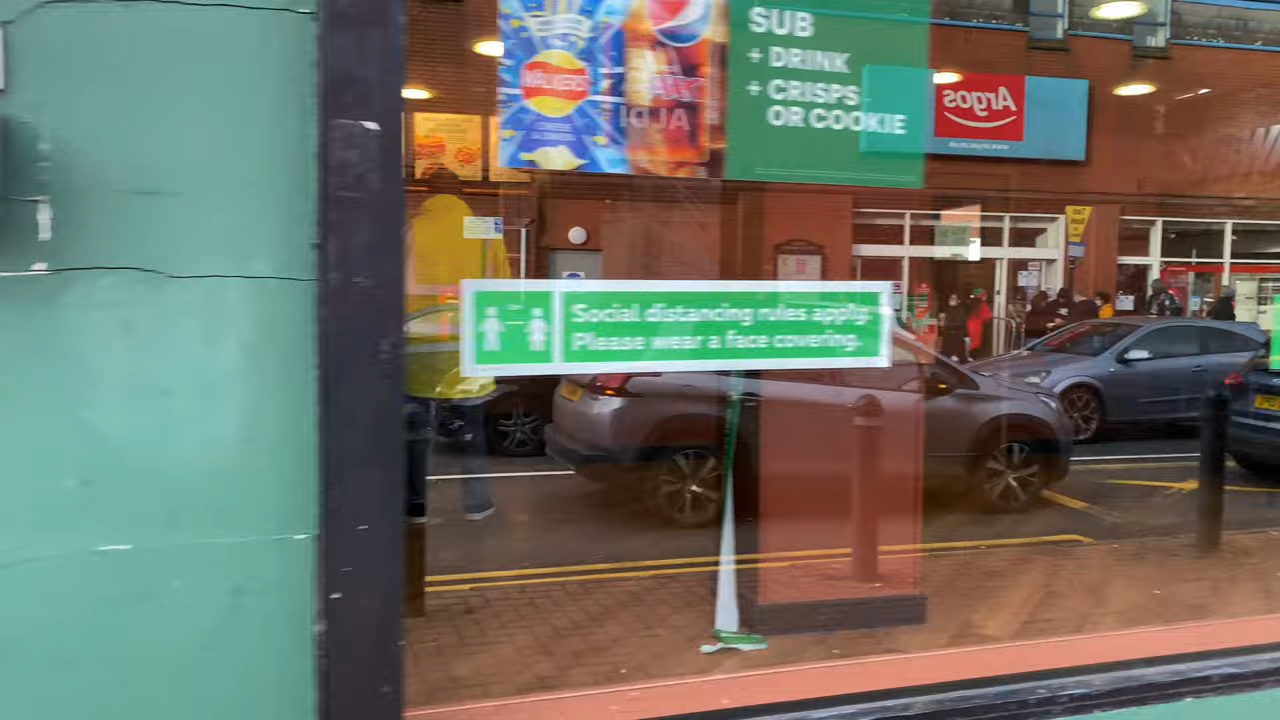 SUB
+ DRINK
+ CRISPS
OR COOKIE
WALKERS
ALDI
Argos
Social distancing rules apply.
Please wear a face covering.